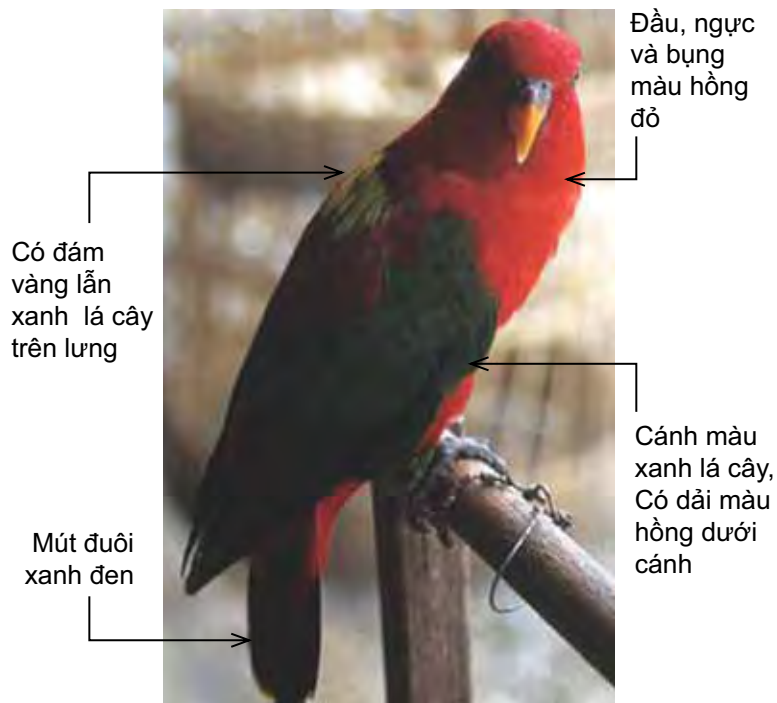 Đầu, ngực
và bụng
màu hồng
đỏ
Có đám
vàng lẫn
xanh lá cây
trên lưng
Cánh màu
xanh lá cây,
Có dải màu
hồng dưới
cánh
Mút đuôi
xanh đen